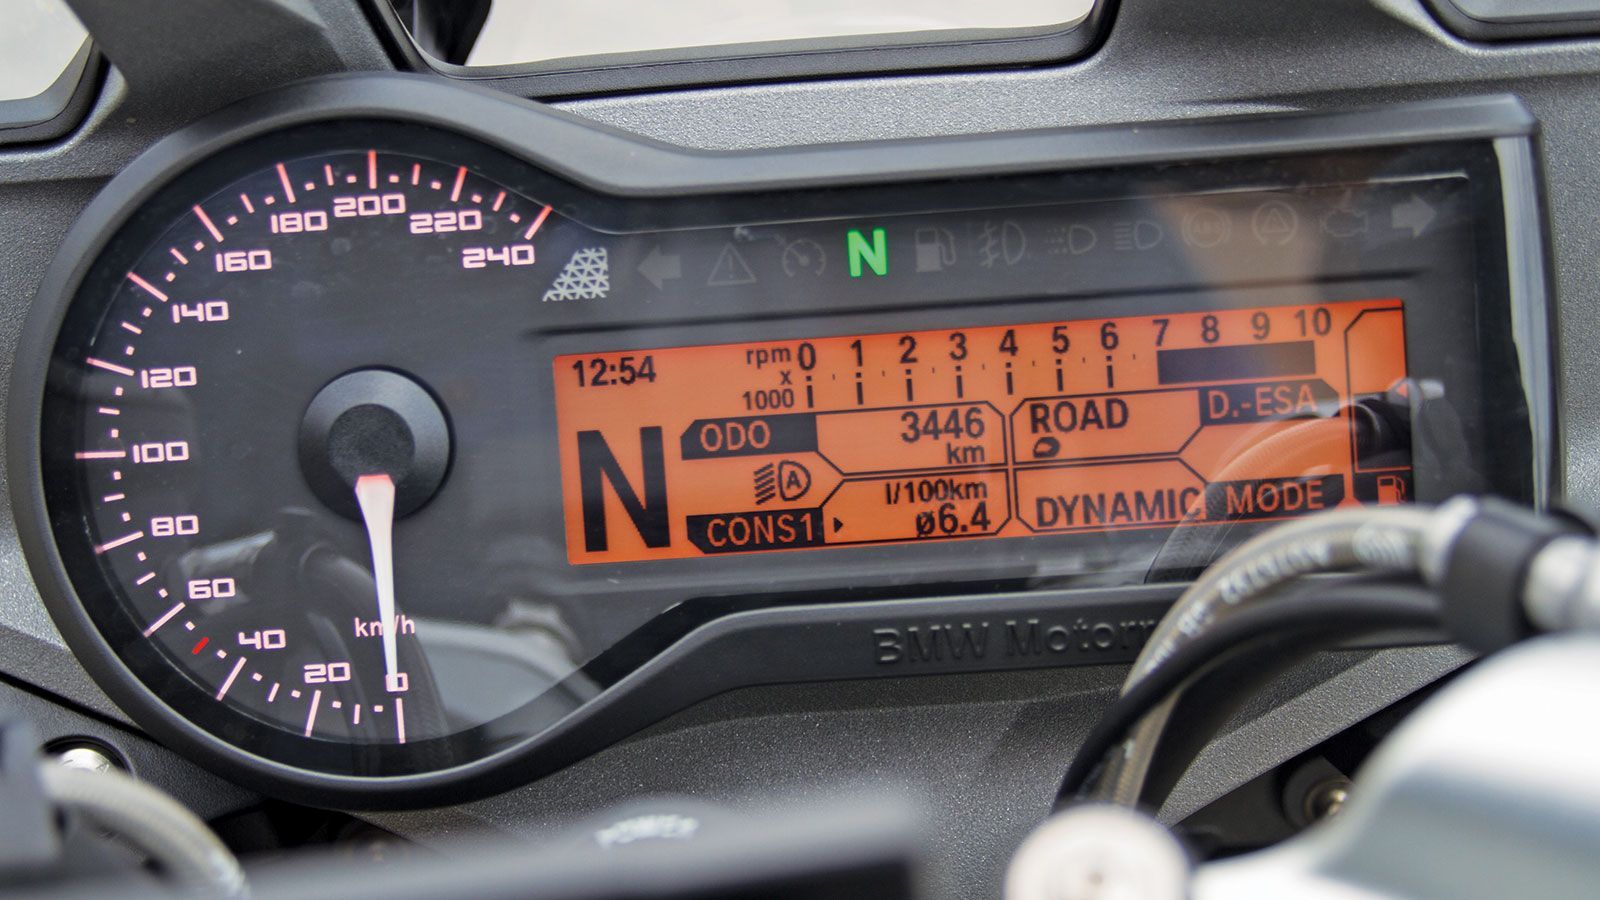 200
180
220
160
240
140
120
100
80
60
40
20
0
km/h
N
12:54
rpm
x
1000
0 1 2 3 4 5 6 7 8 9 10
N
ODO
3446
km
ROAD
D.-ESA
A
CONS1
l/100km
ø6.4
DYNAMIC
MODE
BMW
POWER